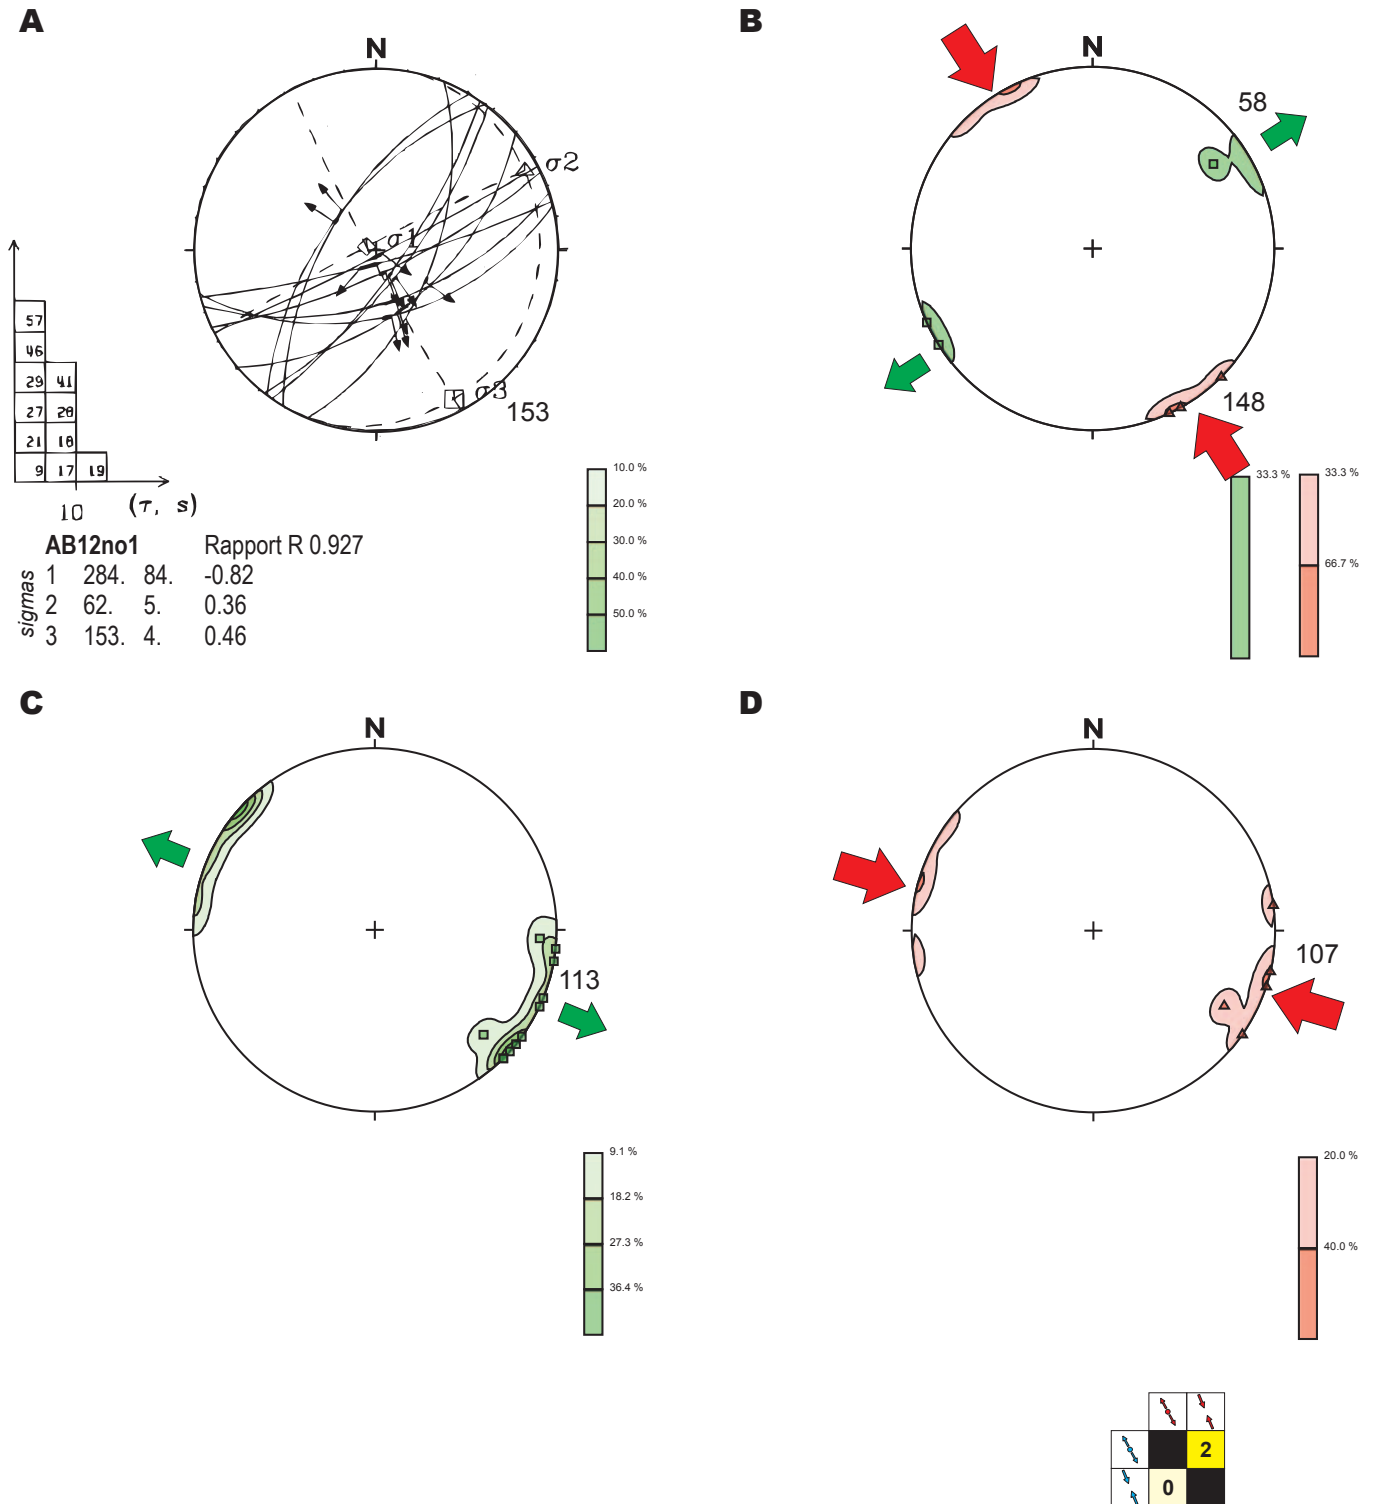 A
N
σ2
σ1
σ3
153
57
46
29 41
27 20
21 18
9 17 19
10 (τ, s)
AB12no1 Rapport R 0.927
sigmas
1 284. 84. -0.82
2 62. 5. 0.36
3 153. 4. 0.46
10.0 %
20.0 %
30.0 %
40.0 %
50.0 %
B
N
58
148
33.3 %
33.3 %
66.7 %
C
N
113
9.1 %
18.2 %
27.3 %
36.4 %
D
N
107
20.0 %
40.0 %
2
0